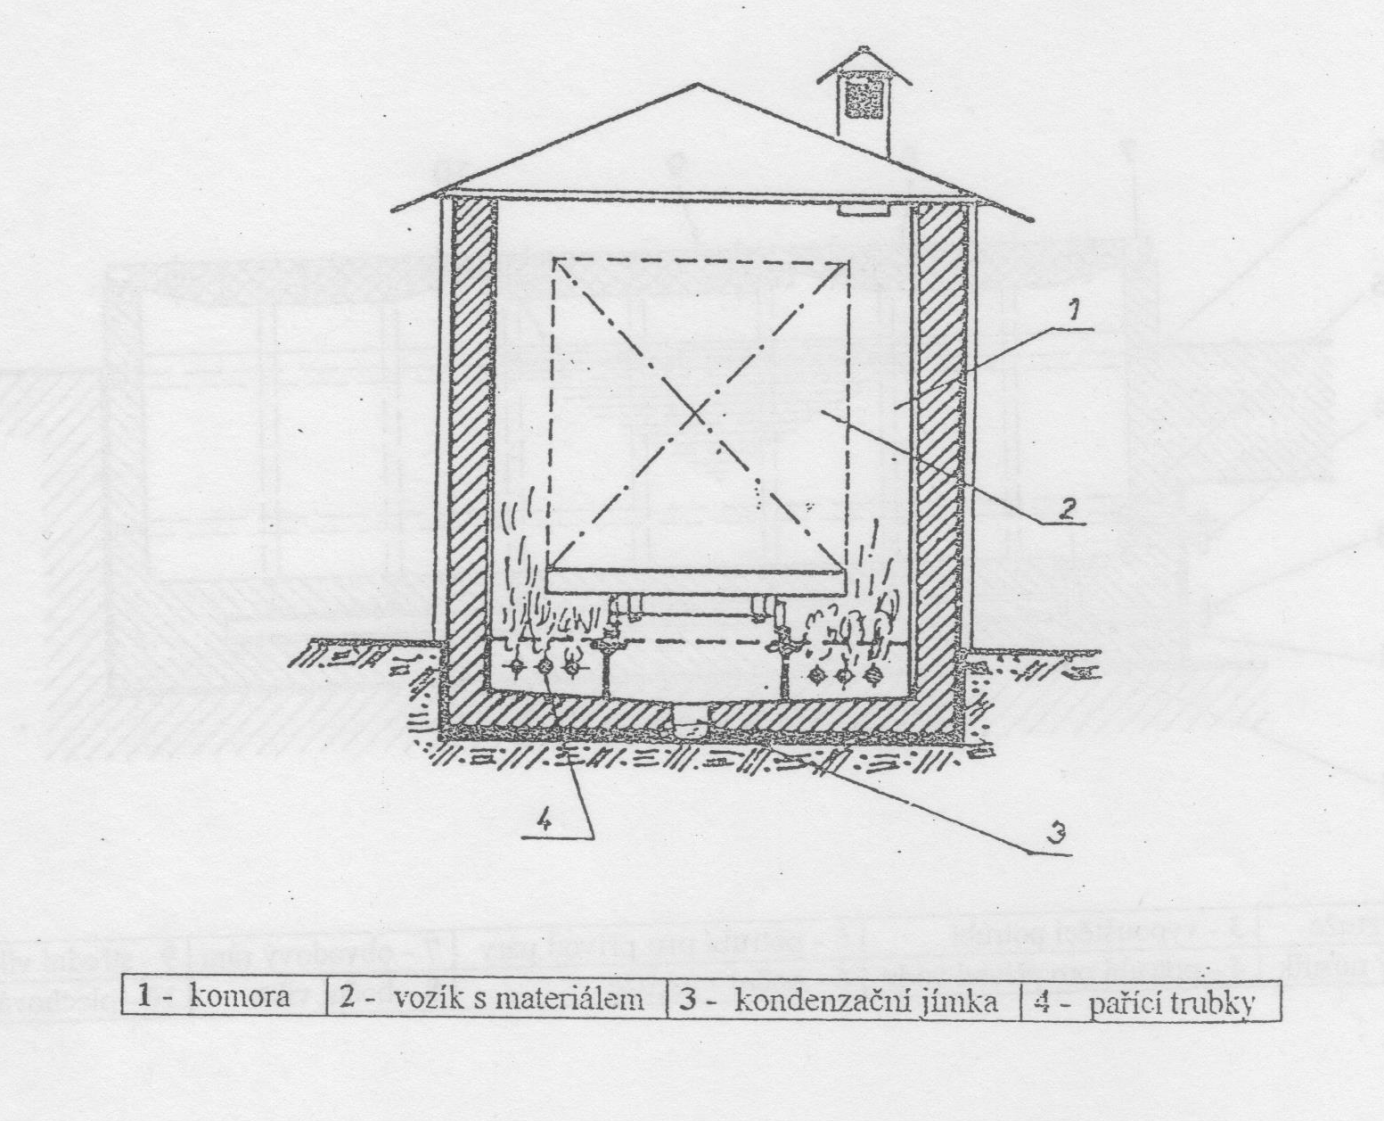 1
2
3
4
1 - komora 2 - vozík s materiálem 3 - kondenzační jímka 4 - pařící trubky